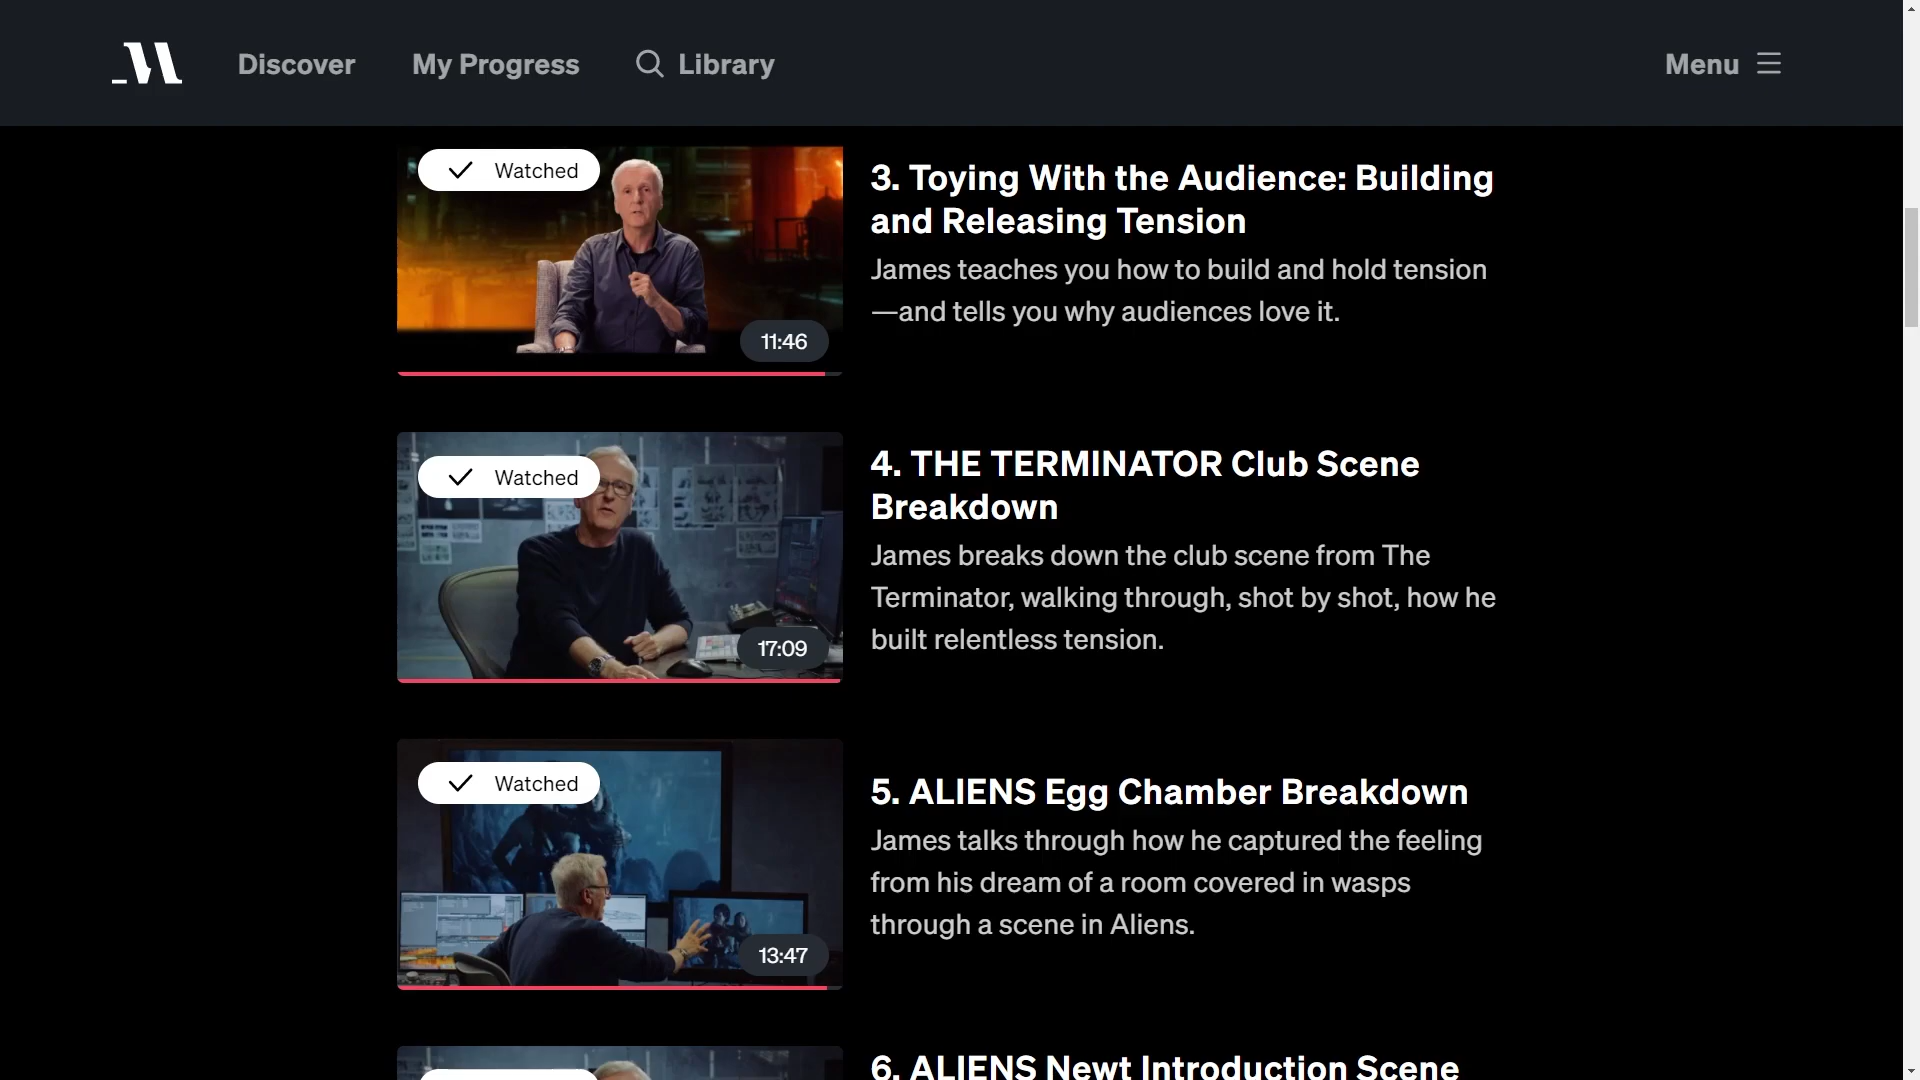 Discover
My Progress
Library
Menu
Watched
11:46
3. Toying With the Audience: Building
and Releasing Tension
James teaches you how to build and hold tension
—and tells you why audiences love it.
Watched
17:09
4. THE TERMINATOR Club Scene
Breakdown
James breaks down the club scene from The
Terminator, walking through, shot by shot, how he
built relentless tension.
Watched
13:47
5. ALIENS Egg Chamber Breakdown
James talks through how he captured the feeling
from his dream of a room covered in wasps
through a scene in Aliens.
6. ALIENS Newt Introduction Scene